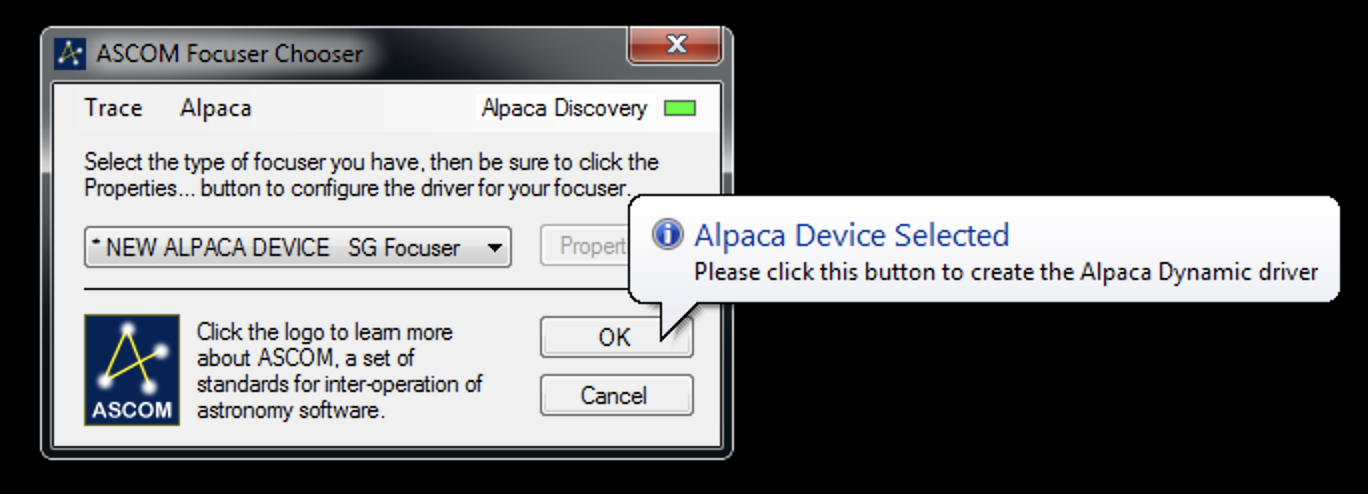 ASCOM Focuser Chooser
Trace Alpaca Alpaca Discovery
Select the type of focuser you have, then be sure to click the
Properties... button to configure the driver for your focuser.
* NEW ALPACA DEVICE SG Focuser
Propert
Alpaca Device Selected
Please click this button to create the Alpaca Dynamic driver
Click the logo to learn more
about ASCOM, a set of
standards for inter-operation of
astronomy software.
ASCOM
OK
Cancel